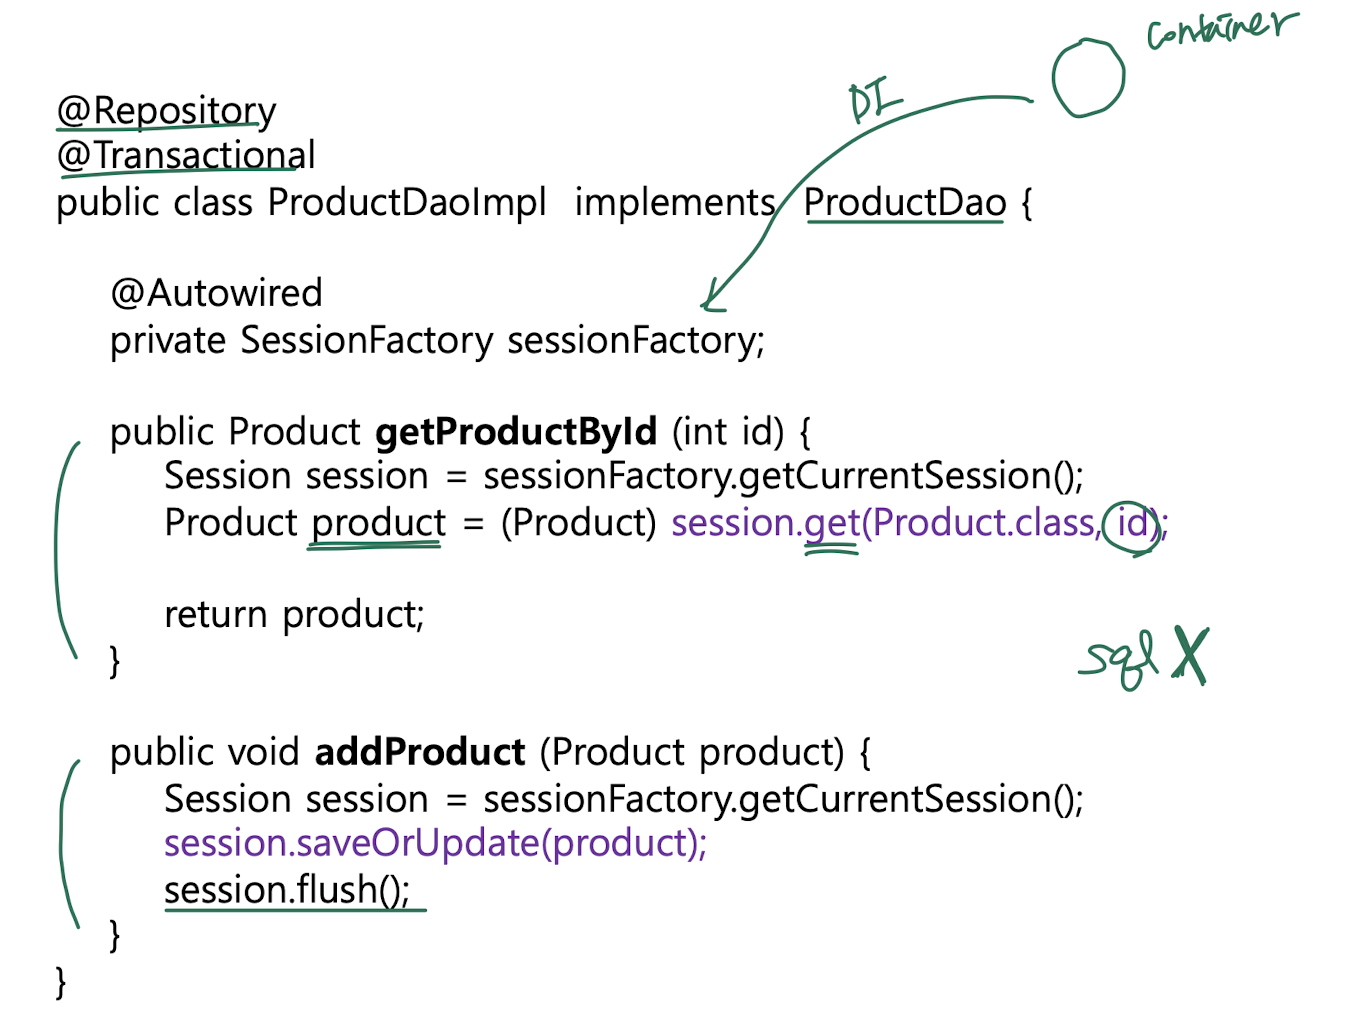 container
DI
@Repository
@Transactional
public class ProductDaoImpl implements ProductDao {
@Autowired
private SessionFactory sessionFactory;
public Product getProductById (int id) {
Session session = sessionFactory.getCurrentSession();
Product product = (Product) session.get(Product.class, id);
return product;
}
sql X
public void addProduct (Product product) {
Session session = sessionFactory.getCurrentSession();
session.saveOrUpdate(product);
session.flush();
}
}